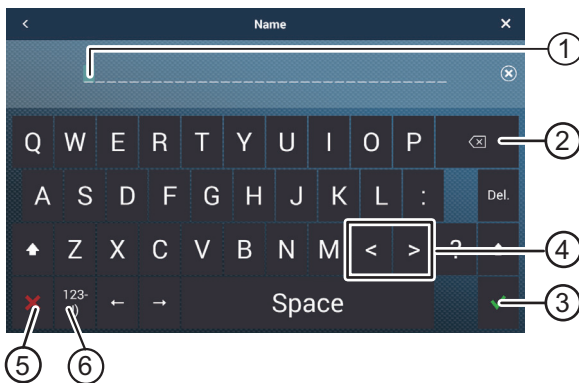 < Name ×
1
Q W E R T Y U I O P
2
A S D F G H J K L : Del.
Z X C V B N M < > ?
4
123-
← → Space
3
5 6